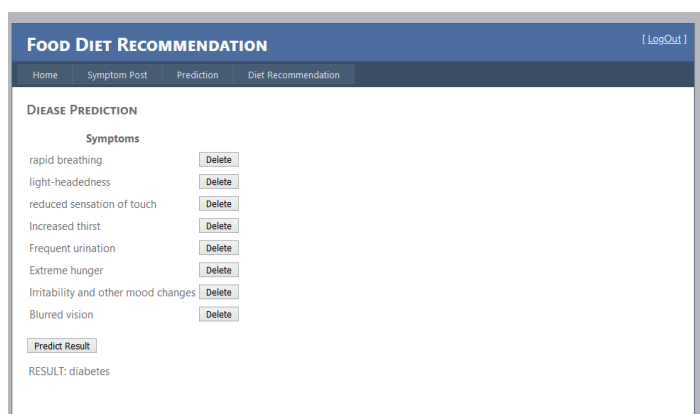 FOOD DIET RECOMMENDATION
[ LogOut ]
Home Symptom Post Prediction Diet Recommendation
DIEASE PREDICTION
Symptoms
rapid breathing Delete
light-headedness Delete
reduced sensation of touch Delete
Increased thirst Delete
Frequent urination Delete
Extreme hunger Delete
Irritability and other mood changes Delete
Blurred vision Delete
Predict Result
RESULT: diabetes